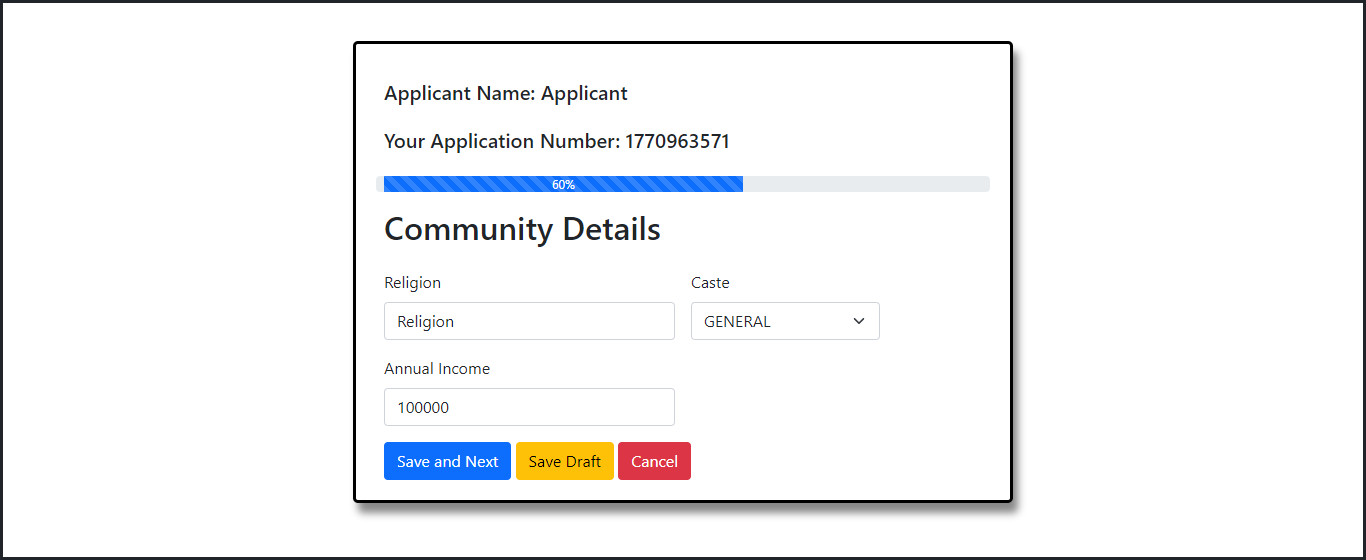 Applicant Name: Applicant
Your Application Number: 1770963571
60%
Community Details
Religion Caste
Religion GENERAL
Annual Income
100000
Save and Next Save Draft Cancel